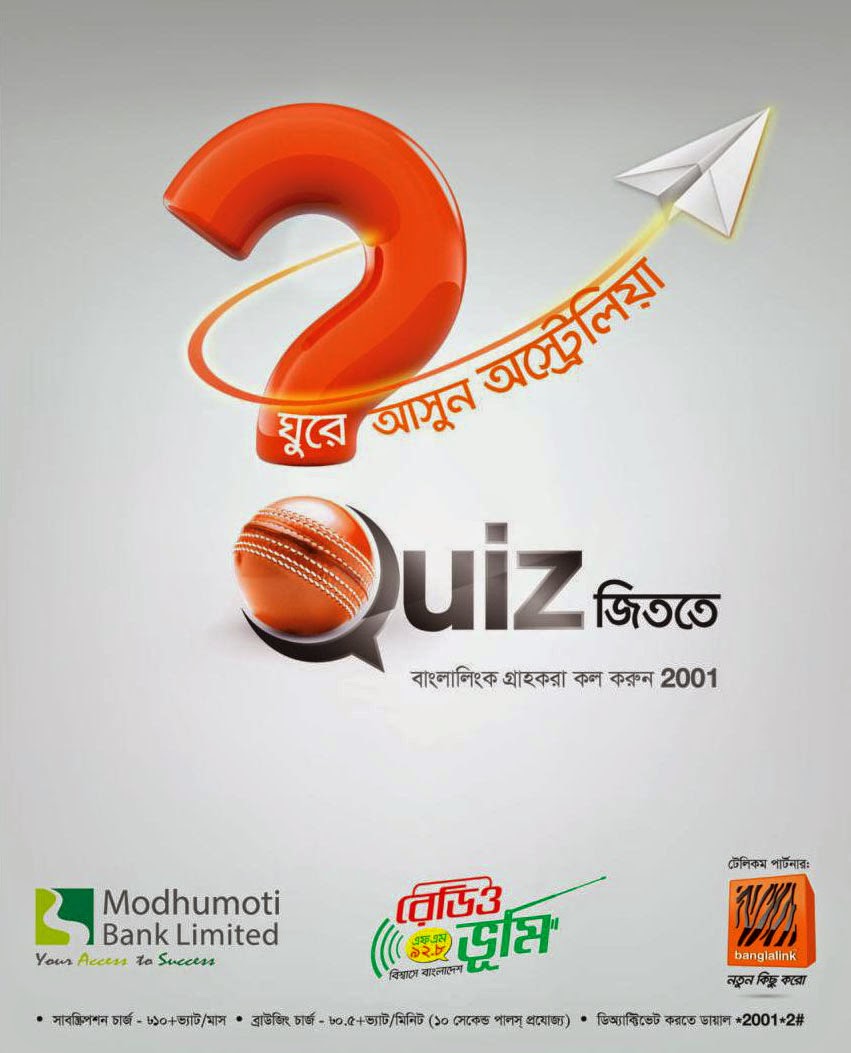 ঘুরে আসুন অস্ট্রেলিয়া
Quiz জিততে
বাংলালিংক গ্রাহকরা কল করুন 2001
Modhumoti
Bank Limited
Your Access to Success
রেডিও
এফএম
৯২.৮
ভূমি
বিশ্বাসে বাংলাদেশ
টেলিকম পার্টনার:
banglalink
নতুন কিছু করো
• সাবস্ক্রিপশন চার্জ - ৳১০+ভ্যাট/মাস • ব্রাউজিং চার্জ - ৳০.৫+ভ্যাট/মিনিট (১০ সেকেন্ড পালস্ প্রযোজ্য) • ডিঅ্যাক্টিভেট করতে ডায়াল *2001*2#